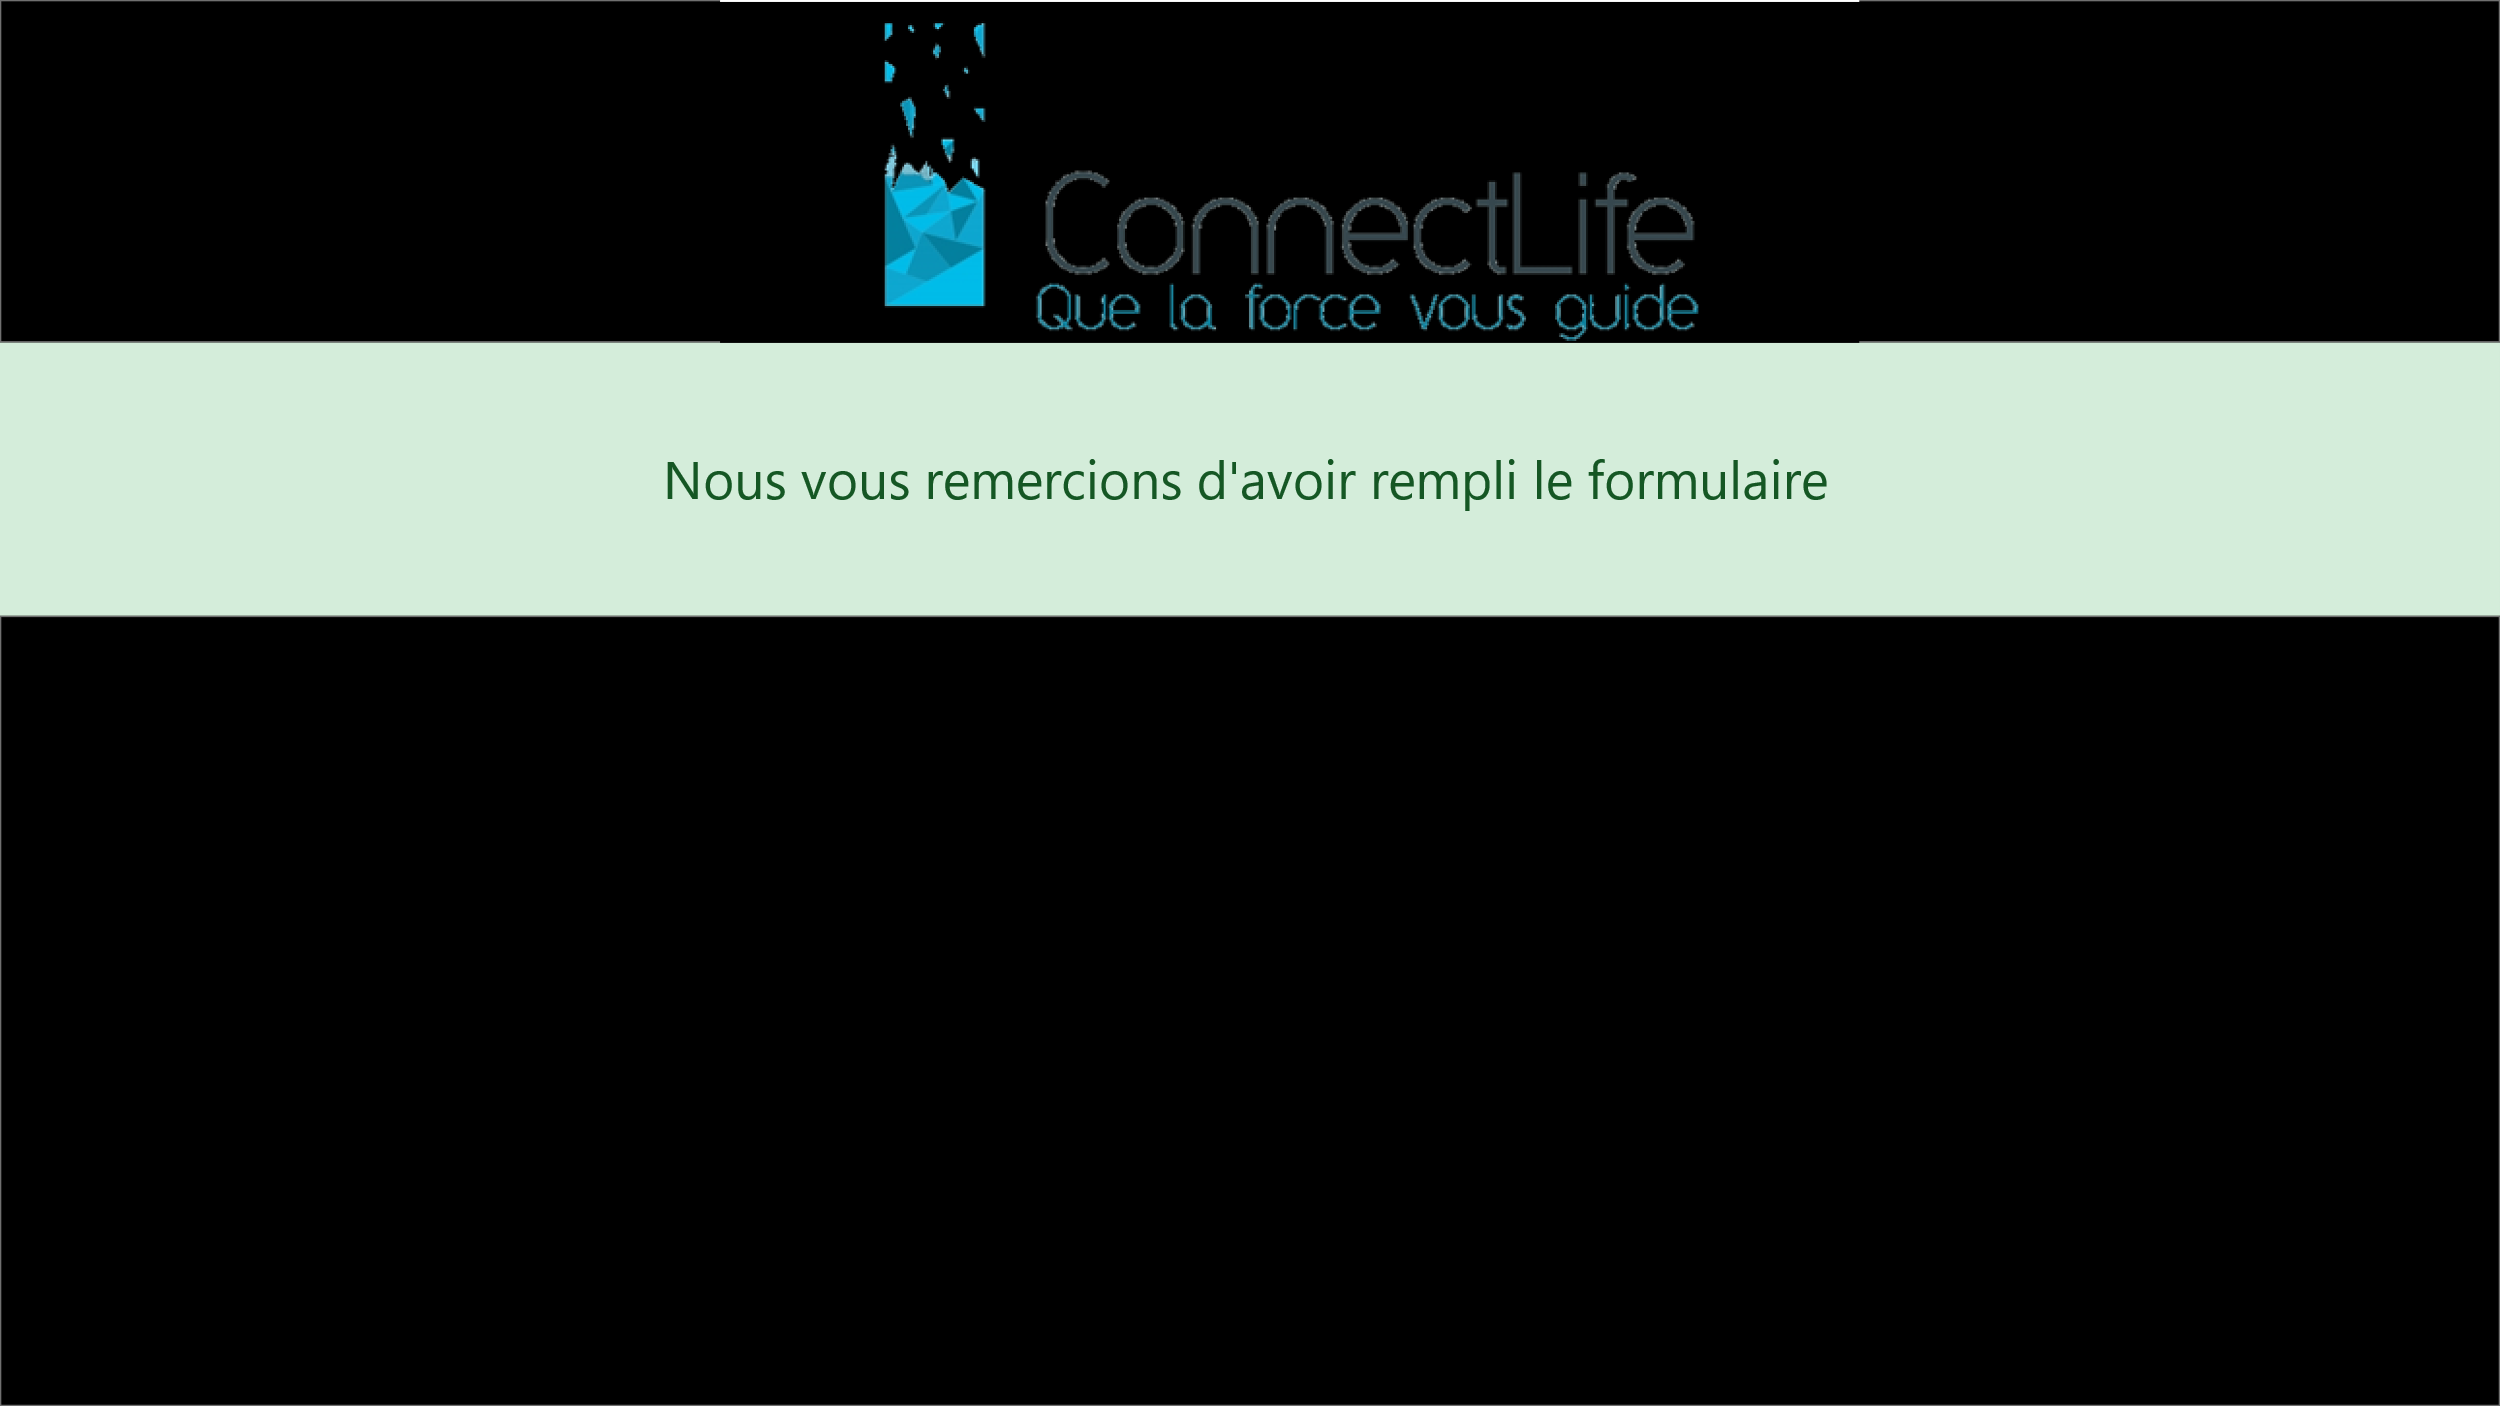 ConnectLife
Que la force vous guide
Nous vous remercions d'avoir rempli le formulaire